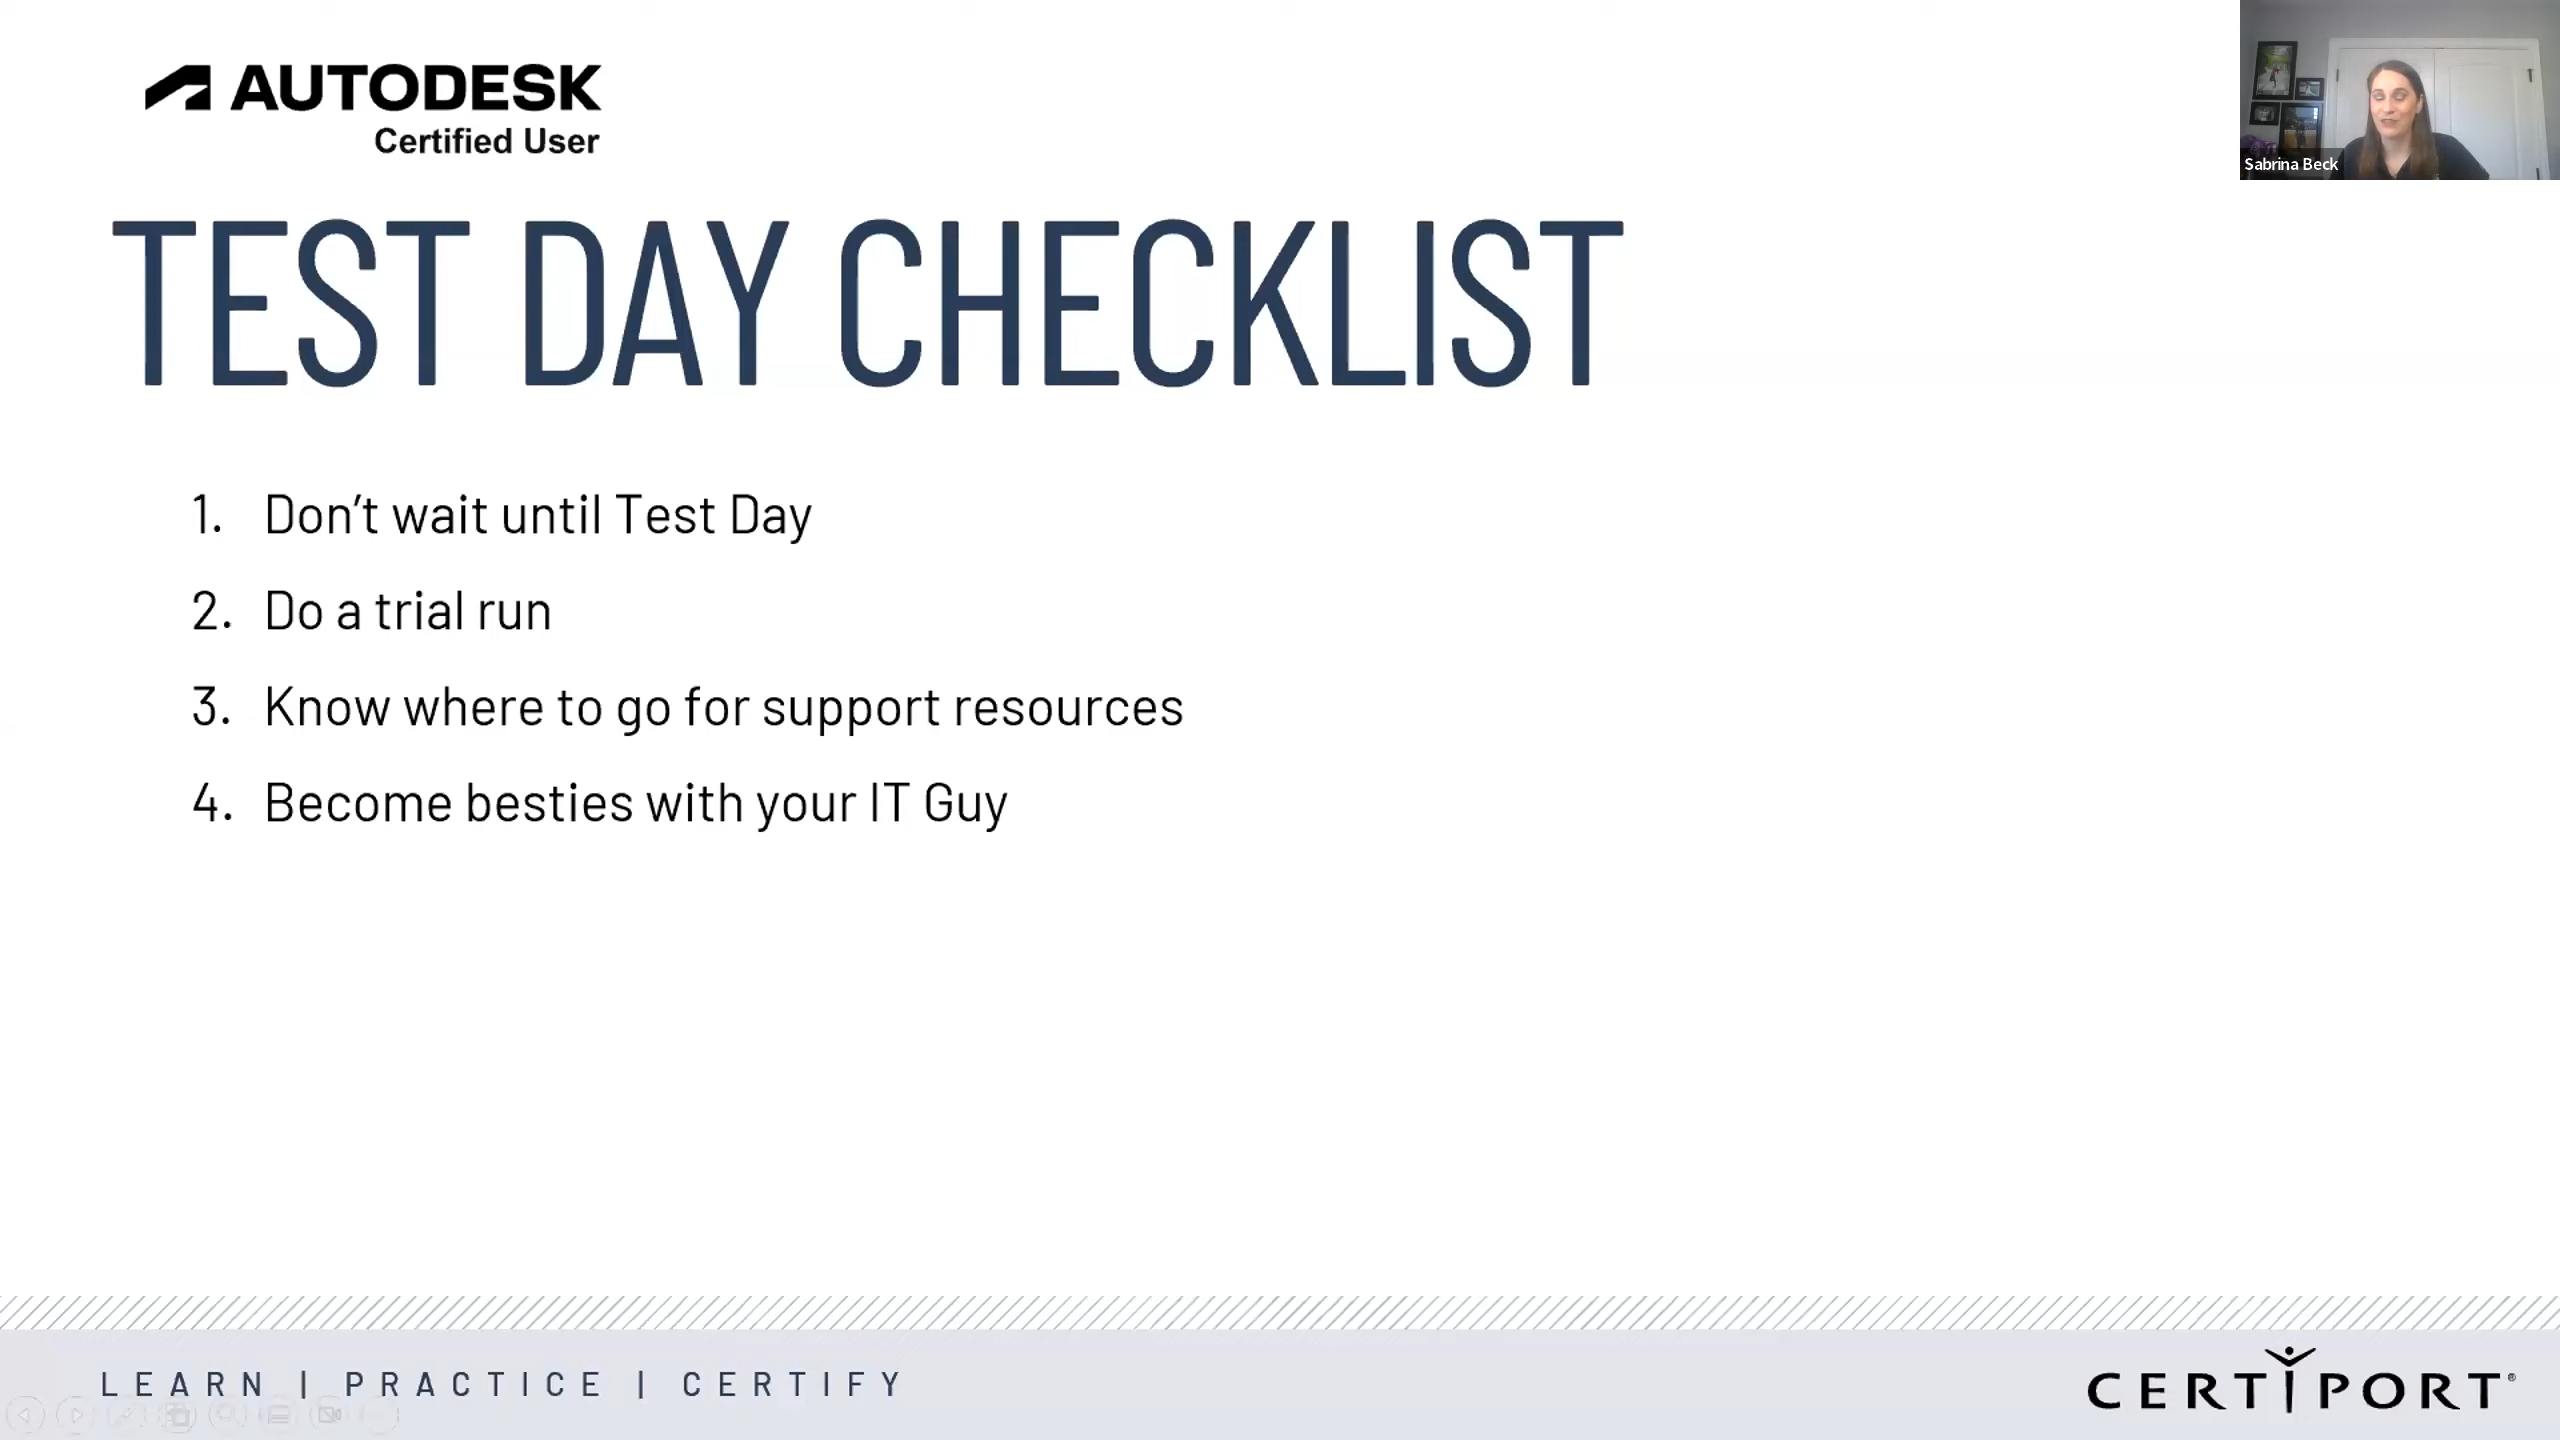 AUTODESK
Certified User
Sabrina Beck
TEST DAY CHECKLIST
1. Don’t wait until Test Day
2. Do a trial run
3. Know where to go for support resources
4. Become besties with your IT Guy
LEARN | PRACTICE | CERTIFY
CERTIPORT®